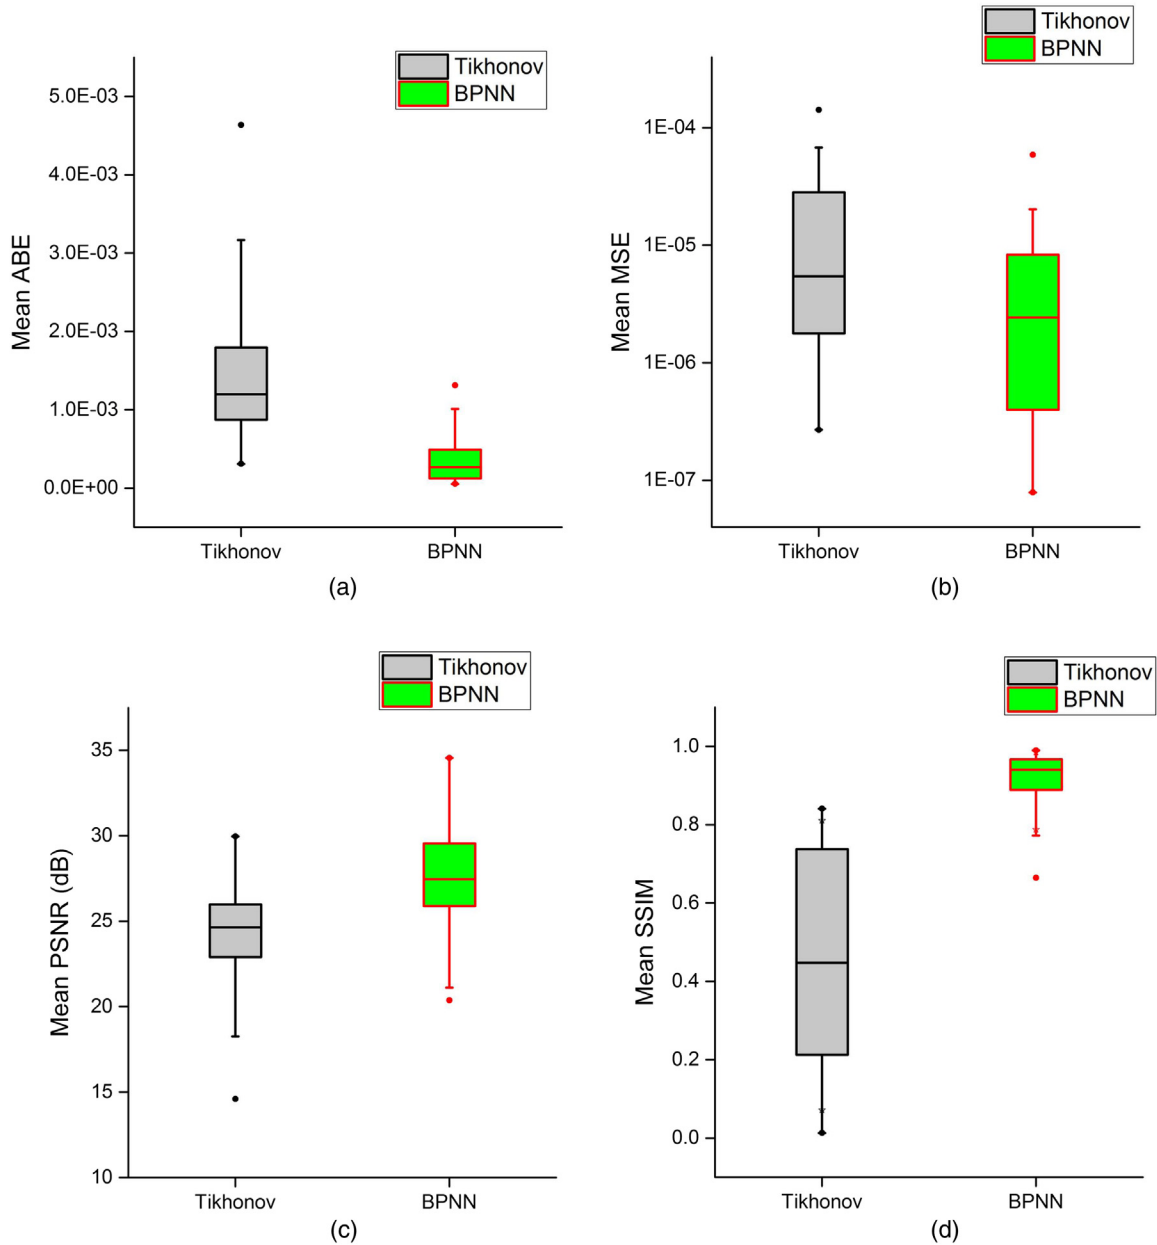 Tikhonov
BPNN
Mean ABE
5.0E-03
4.0E-03
3.0E-03
2.0E-03
1.0E-03
0.0E+00
Tikhonov
BPNN
(a)
Tikhonov
BPNN
Mean MSE
1E-04
1E-05
1E-06
1E-07
Tikhonov
BPNN
(b)
Tikhonov
BPNN
Mean PSNR (dB)
35
30
25
20
15
10
Tikhonov
BPNN
(c)
Tikhonov
BPNN
Mean SSIM
1.0
0.8
0.6
0.4
0.2
0.0
Tikhonov
BPNN
(d)